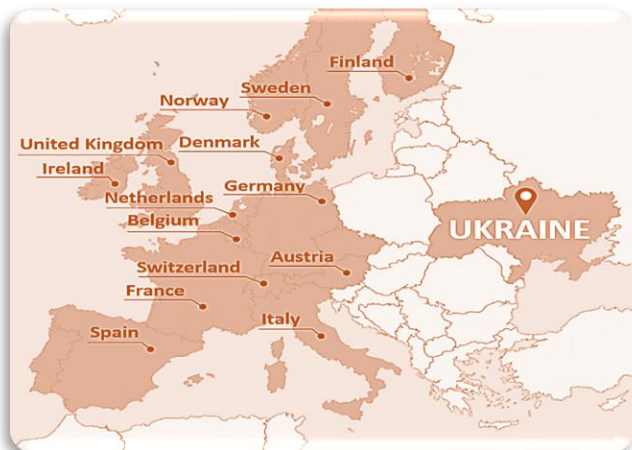 Finland
Sweden
Norway
United Kingdom
Denmark
Ireland
Germany
Netherlands
UKRAINE
Belgium
Austria
Switzerland
France
Italy
Spain